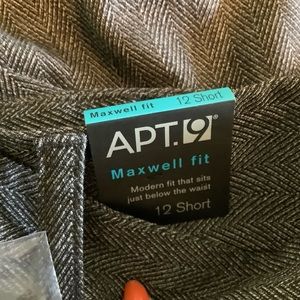 Maxwell fit 12 Short
APT.9®
Maxwell fit
Modern fit that sits
just below the waist
12 Short